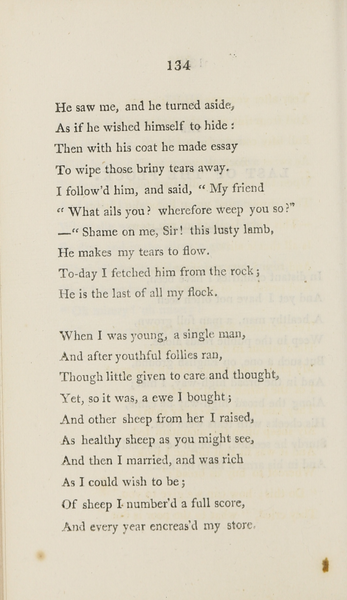 134
He saw me, and he turned aside,
As if he wished himself to hide:
Then with his coat he made essay
To wipe those briny tears away.
I follow'd him, and said, " My friend
" What ails you? wherefore weep you so?"
—" Shame on me, Sir! this lusty lamb,
He makes my tears to flow.
To-day I fetched him from the rock;
He is the last of all my flock.
When I was young, a single man,
And after youthful follies ran,
Though little given to care and thought,
Yet, so it was, a ewe I bought;
And other sheep from her I raised,
As healthy sheep as you might see,
And then I married, and was rich
As I could wish to be;
Of sheep I number'd a full score,
And every year encreas'd my store.